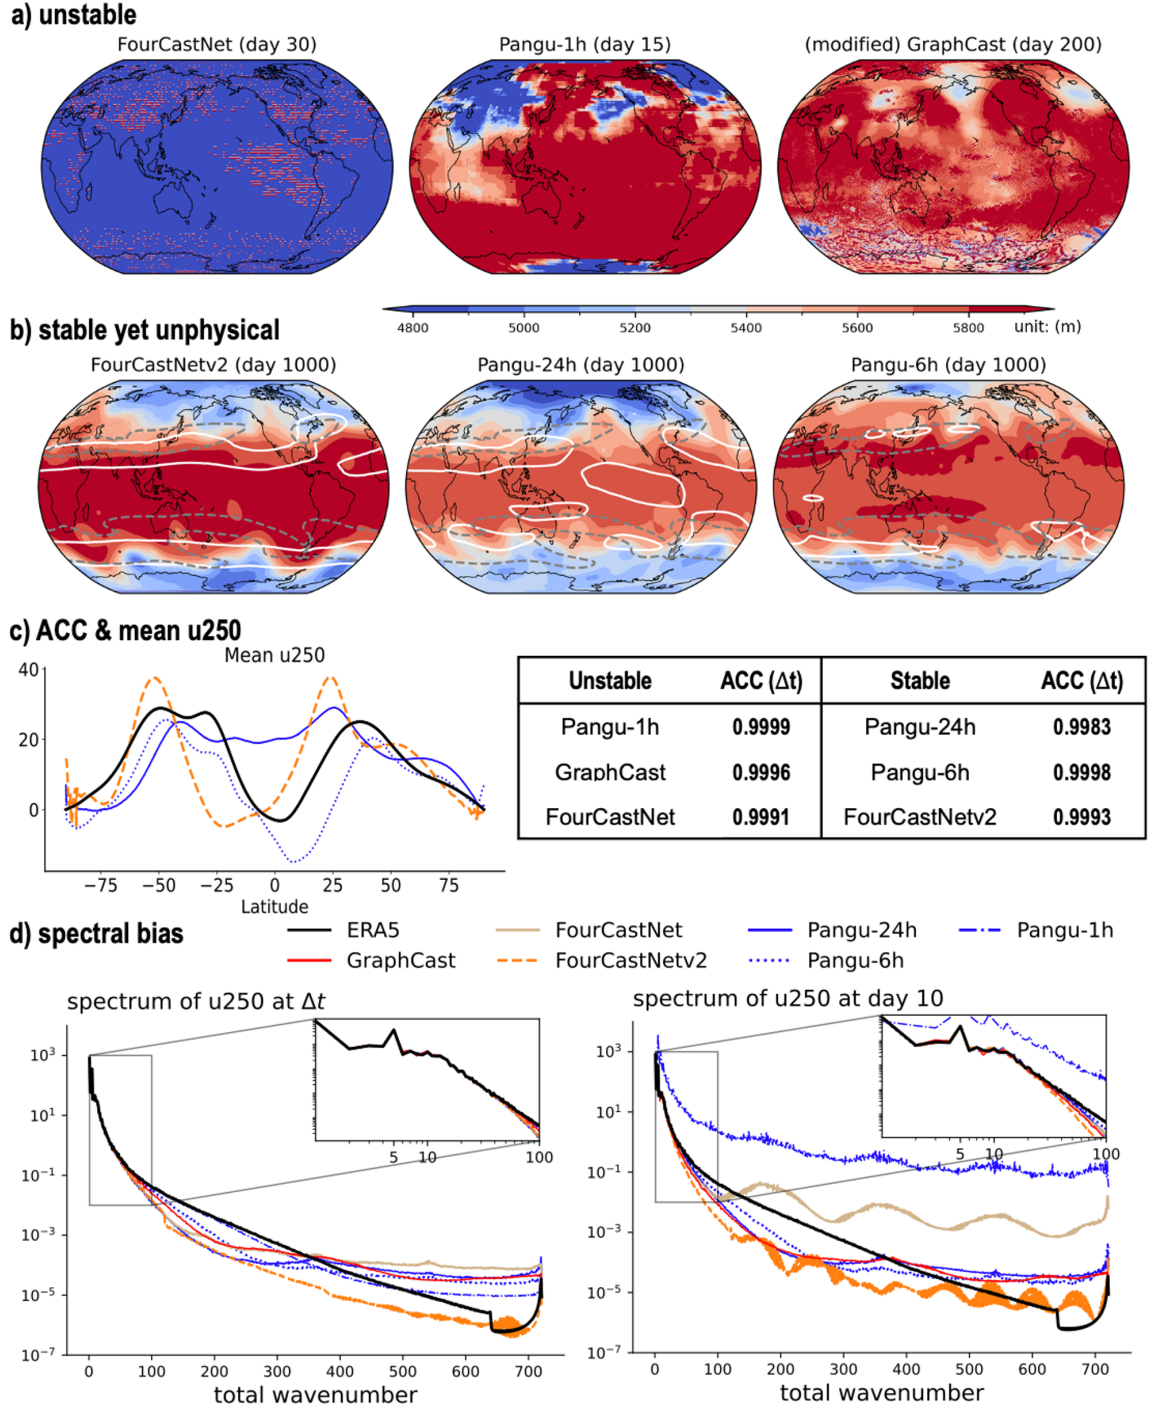 a) unstable
FourCastNet (day 30)
Pangu-1h (day 15)
(modified) GraphCast (day 200)
4800 5000 5200 5400 5600 5800 unit: (m)
b) stable yet unphysical
FourCastNetv2 (day 1000)
Pangu-24h (day 1000)
Pangu-6h (day 1000)
c) ACC & mean u250
Mean u250
40
20
0
−75 −50 −25 0 25 50 75
Latitude
Unstable ACC (Δt) Stable ACC (Δt)
Pangu-1h 0.9999 Pangu-24h 0.9983
GraphCast 0.9996 Pangu-6h 0.9998
FourCastNet 0.9991 FourCastNetv2 0.9993
d) spectral bias
ERA5 FourCastNet Pangu-24h Pangu-1h
GraphCast FourCastNetv2 Pangu-6h
spectrum of u250 at Δt
10³
10¹
10⁻¹
10⁻³
10⁻⁵
10⁻⁷
5 10 100
0 100 200 300 400 500 600 700
total wavenumber
spectrum of u250 at day 10
10³
10¹
10⁻¹
10⁻³
10⁻⁵
10⁻⁷
5 10 100
0 100 200 300 400 500 600 700
total wavenumber